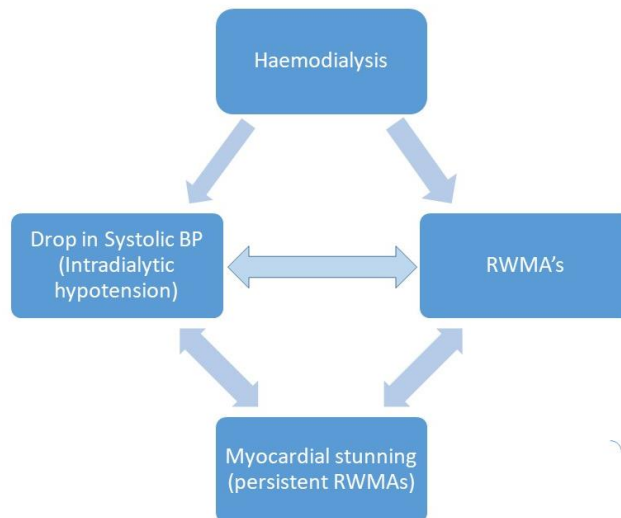 Haemodialysis
Drop in Systolic BP
(Intradialytic
hypotension)
RWMA's
Myocardial stunning
(persistent RWMAs)